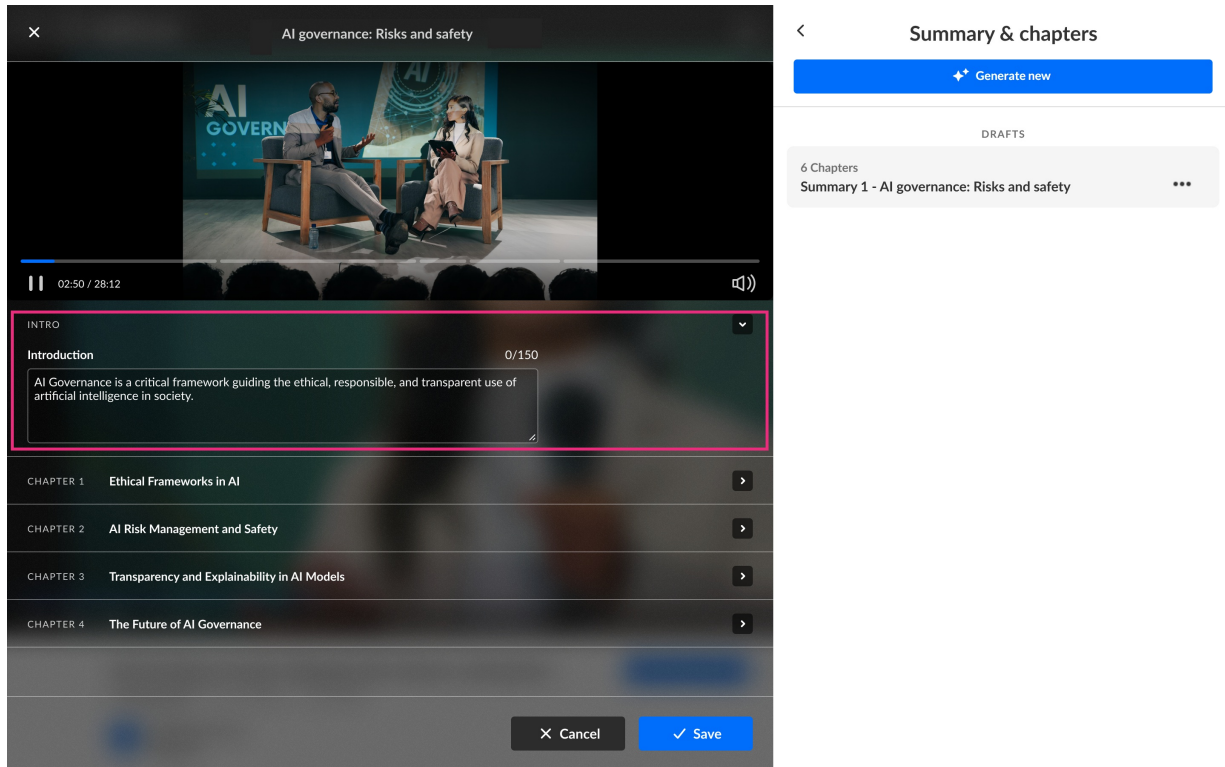 AI governance: Risks and safety
AI
GOVERN
AI
02:50 / 28:12
INTRO
Introduction
0/150
AI Governance is a critical framework guiding the ethical, responsible, and transparent use of
artificial intelligence in society.
CHAPTER 1 Ethical Frameworks in AI
CHAPTER 2 AI Risk Management and Safety
CHAPTER 3 Transparency and Explainability in AI Models
CHAPTER 4 The Future of AI Governance
Cancel
Save
Summary & chapters
Generate new
DRAFTS
6 Chapters
Summary 1 - AI governance: Risks and safety